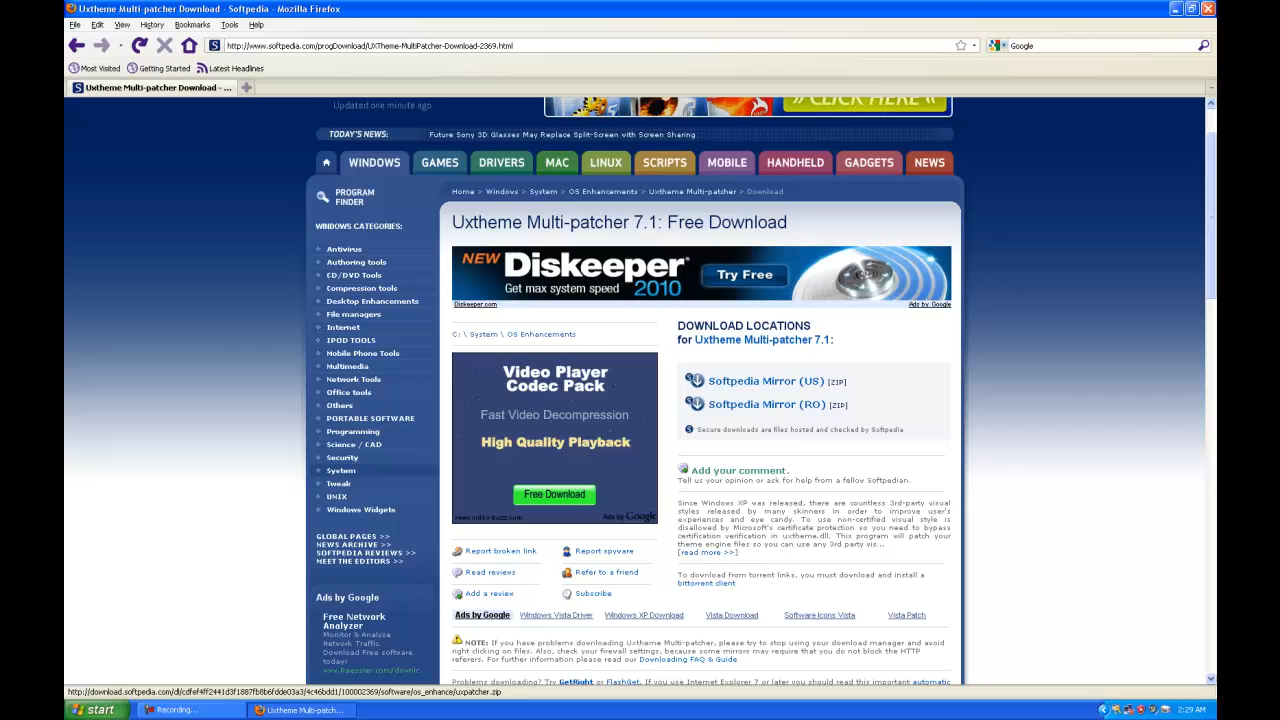 Uxtheme Multi-patcher Download - Softpedia - Mozilla Firefox
File Edit View History Bookmarks Tools Help
http://www.softpedia.com/progDownload/UXTheme-MultiPatcher-Download-2369.html
Google
Most Visited Getting Started Latest Headlines
Uxtheme Multi-patcher Download - ...
Updated one minute ago
» CLICK HERE «
TODAY'S NEWS: Future Sony 3D Glasses May Replace Split-Screen with Screen Sharing
WINDOWS GAMES DRIVERS MAC LINUX SCRIPTS MOBILE HANDHELD GADGETS NEWS
PROGRAM
FINDER
WINDOWS CATEGORIES:
Antivirus
Authoring tools
CD/DVD Tools
Compression tools
Desktop Enhancements
File managers
Internet
IPOD TOOLS
Mobile Phone Tools
Multimedia
Network Tools
Office tools
Others
PORTABLE SOFTWARE
Programming
Science / CAD
Security
System
Tweak
UNIX
Windows Widgets
GLOBAL PAGES >>
NEWS ARCHIVE >>
SOFTPEDIA REVIEWS >>
MEET THE EDITORS >>
Ads by Google
Free Network
Analyzer
Monitor & Analyze
Network Traffic.
Download Free software
today!
www.Paessler.com/downlo
Home > Windows > System > OS Enhancements > Uxtheme Multi-patcher > Download
Uxtheme Multi-patcher 7.1: Free Download
NEW Diskeeper® 2010
Get max system speed
Try Free
Diskeeper.com
Ads by Google
C: \ System \ OS Enhancements
Video Player
Codec Pack
Fast Video Decompression
High Quality Playback
Free Download
www.video-buzz.com
Ads by Google
Report broken link Report spyware
Read reviews Refer to a friend
Add a review Subscribe
DOWNLOAD LOCATIONS
for Uxtheme Multi-patcher 7.1:
Softpedia Mirror (US) [ZIP]
Softpedia Mirror (RO) [ZIP]
Secure downloads are files hosted and checked by Softpedia
Add your comment.
Tell us your opinion or ask for help from a fellow Softpedian.
Since Windows XP was released, there are countless 3rd-party visual
styles released by many skinners in order to improve user's
experiences and eye candy. To use non-certified visual style is
disallowed by Microsoft's certificate protection so you need to bypass
certification verification in uxtheme.dll. This program will patch your
theme engine files so you can use any 3rd party vis...
[read more >>]
To download from torrent links, you must download and install a
bittorrent client
Ads by Google Windows Vista Driver Windows XP Download Vista Download Software Icons Vista Vista Patch
NOTE: If you have problems downloading Uxtheme Multi-patcher, please try to stop using your download manager and avoid
right clicking on files. Also, check your firewall settings, because some mirrors may require that you do not block the HTTP
referers. For further information please read our Downloading FAQ & Guide
Problems downloading? Try GetRight or FlashGet. If you use Internet Explorer 7 or later you should read this important automatic
http://download.softpedia.com/dl/cdfef4ff2441d3f1887fb8b6fdde03a3/4c46bdd1/100002369/software/os_enhance/uxpatcher.zip
start Recording... Uxtheme Multi-patch... 2:29 AM